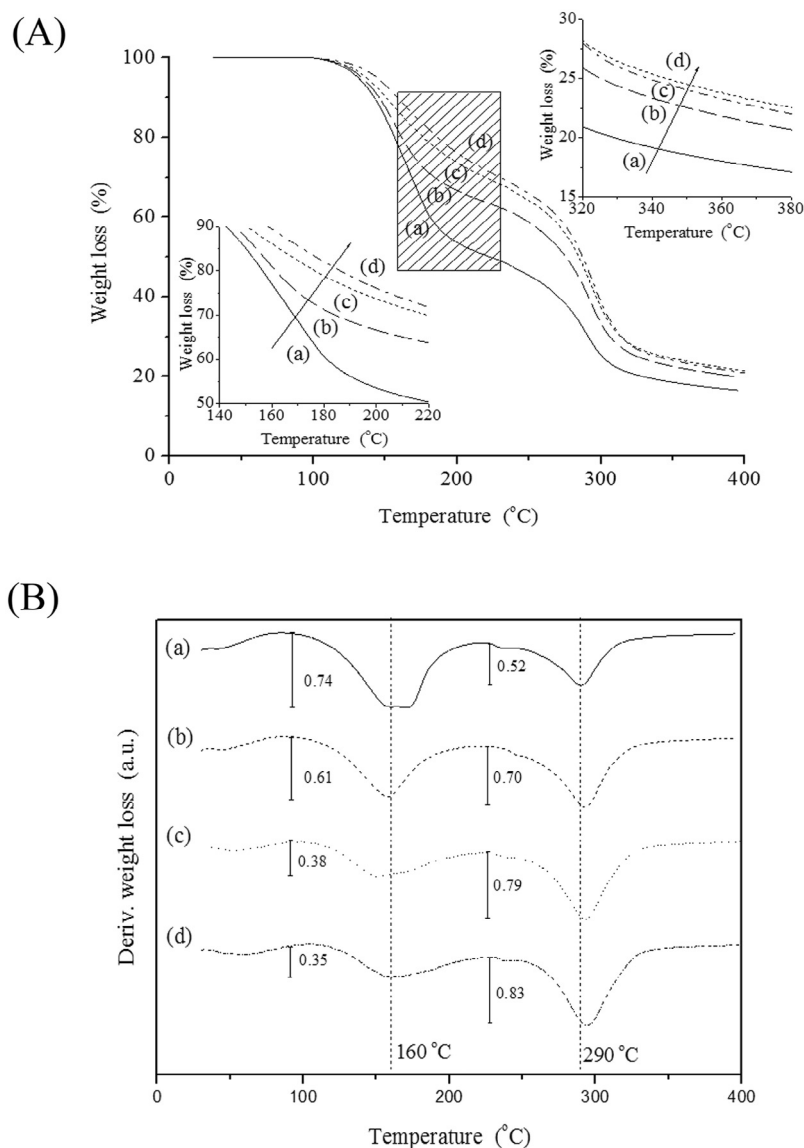 (A)
100
80
60
40
20
0
Weight loss (%)
0
100
200
300
400
Temperature (°C)
(d)
(c)
(b)
(a)
90
80
70
60
50
Weight loss (%)
140
160
180
200
220
Temperature (°C)
(d)
(c)
(b)
(a)
30
25
20
15
Weight loss (%)
320
340
360
380
Temperature (°C)
(d)
(c)
(b)
(a)
(B)
Deriv. weight loss (a.u.)
(a)
0.74
0.52
(b)
0.61
0.70
(c)
0.38
0.79
(d)
0.35
0.83
160 °C
290 °C
0
100
200
300
400
Temperature (°C)